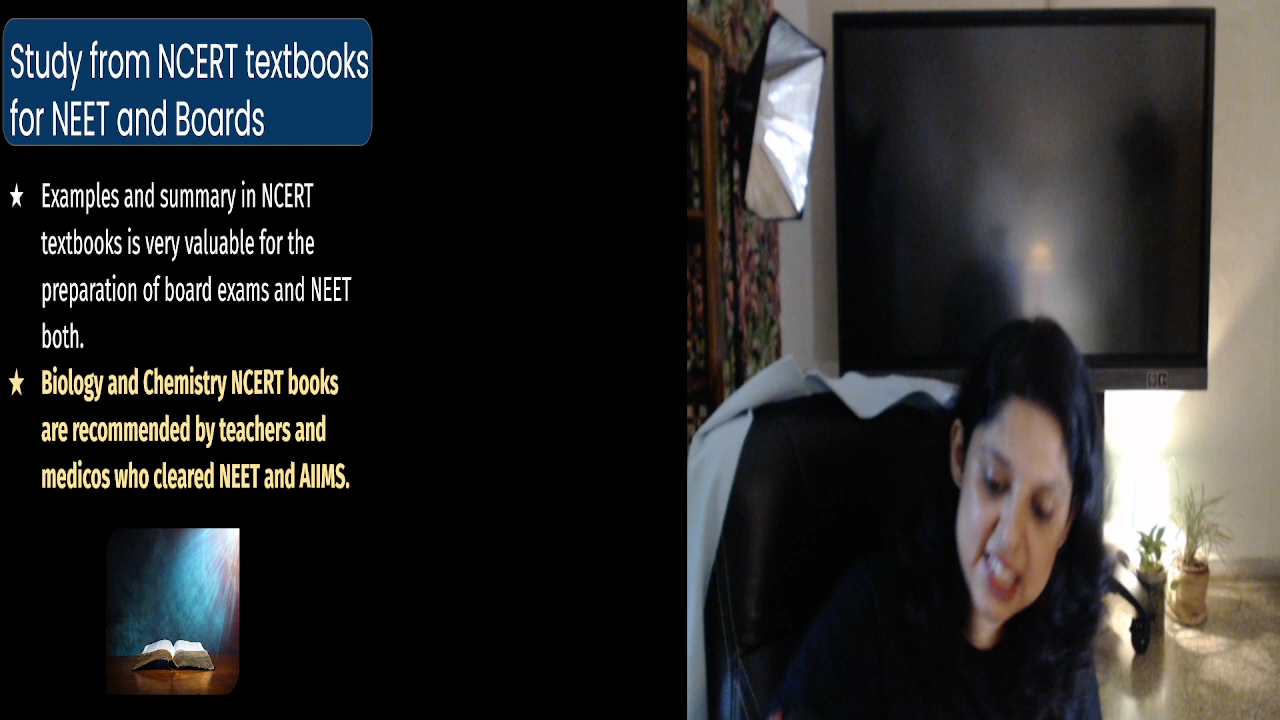 Study from NCERT textbooks
for NEET and Boards
Examples and summary in NCERT
textbooks is very valuable for the
preparation of board exams and NEET
both.
Biology and Chemistry NCERT books
are recommended by teachers and
medicos who cleared NEET and AIIMS.